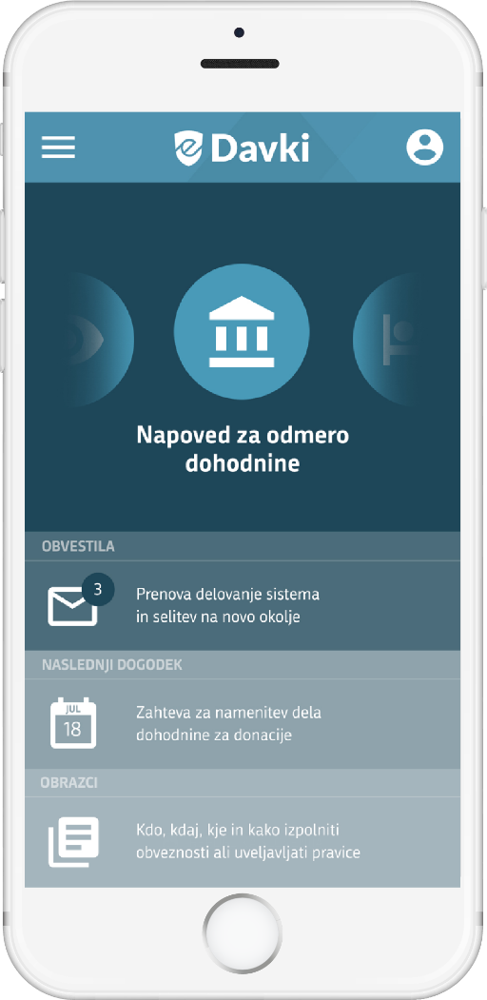 eDavki
Napoved za odmero
dohodnine
OBVESTILA
3
Prenova delovanje sistema
in selitev na novo okolje
NASLEDNJI DOGODEK
JUL
18
Zahteva za namenitev dela
dohodnine za donacije
OBRAZCI
Kdo, kdaj, kje in kako izpolniti
obveznosti ali uveljavljati pravice